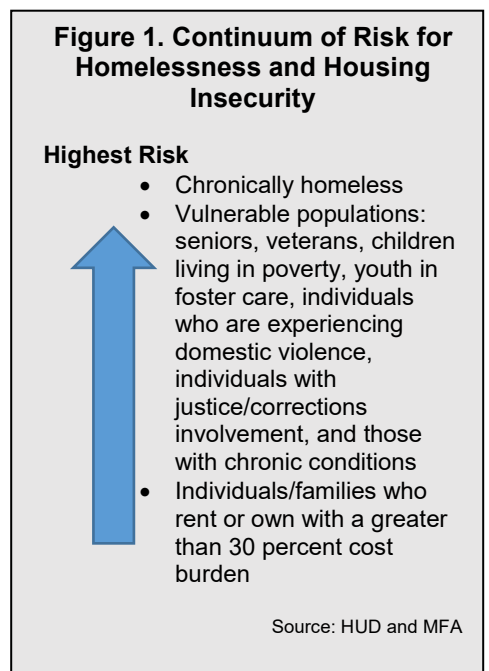 Figure 1. Continuum of Risk for
Homelessness and Housing
Insecurity
Highest Risk
• Chronically homeless
• Vulnerable populations:
seniors, veterans, children
living in poverty, youth in
foster care, individuals
who are experiencing
domestic violence,
individuals with
justice/corrections
involvement, and those
with chronic conditions
• Individuals/families who
rent or own with a greater
than 30 percent cost
burden
Source: HUD and MFA